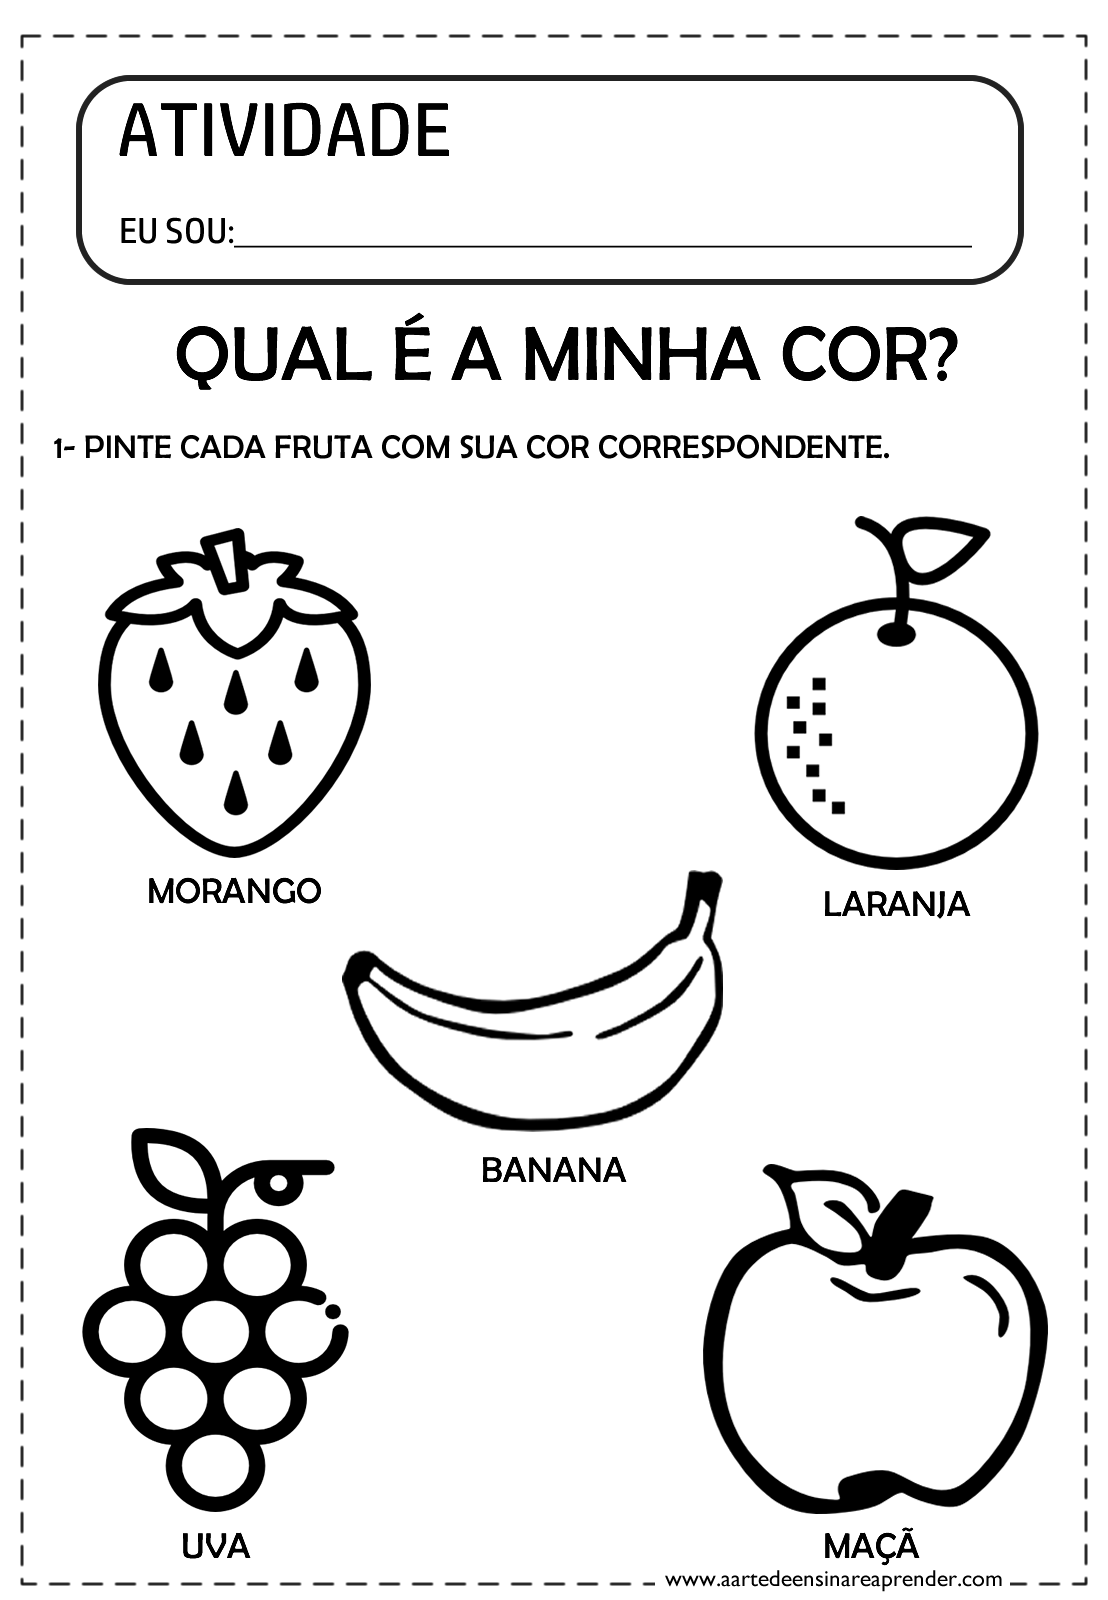 ATIVIDADE
EU SOU:
QUAL É A MINHA COR?
1- PINTE CADA FRUTA COM SUA COR CORRESPONDENTE.
MORANGO
LARANJA
BANANA
UVA
MAÇÃ
www.aartedeensinareaprender.com